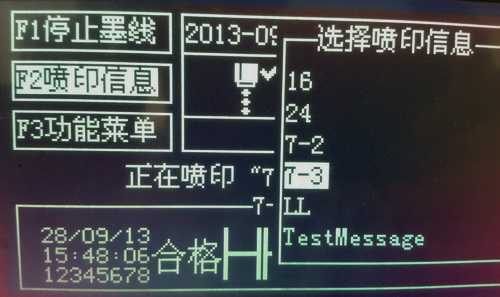 F1停止墨线
2013-09
选择喷印信息
F2喷印信息
16
24
F3功能菜单
7-2
正在喷印 "7
7-3
7-
LL
28/09/13
15:48:06
12345678
合格
TestMessage